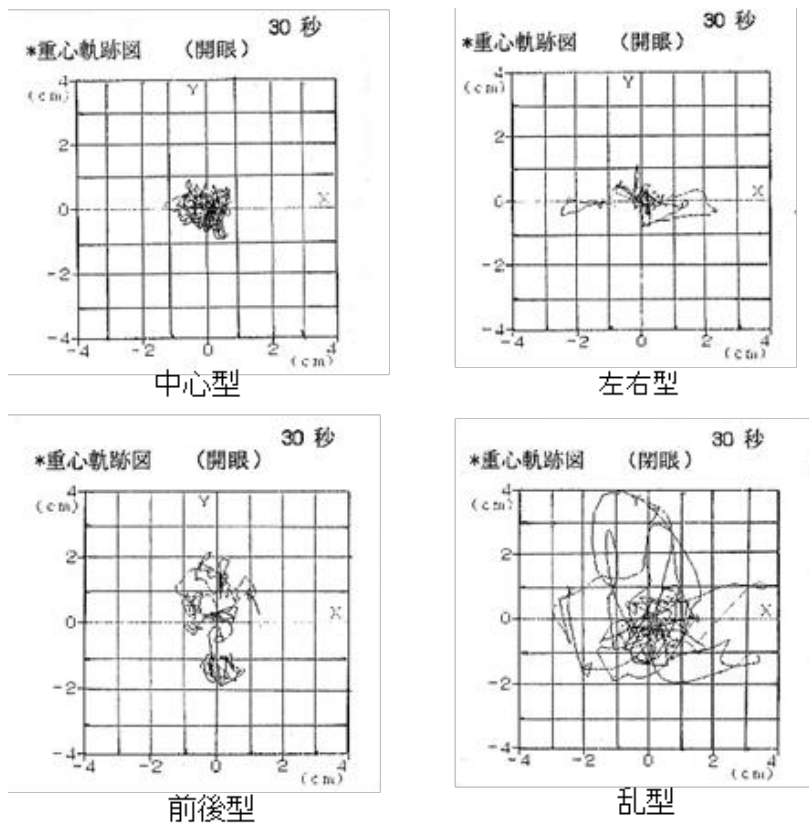 30 秒
*重心軌跡図 （開眼）
4
(cm)
Y
2
X
0
-2
-4
-4 -2 0 2 4
(cm)
中心型
30 秒
*重心軌跡図 （開眼）
4
(cm)
Y
2
X
0
-2
-4
-4 -2 0 2 4
(cm)
左右型
30 秒
*重心軌跡図 （開眼）
4
(cm)
Y
2
X
0
-2
-4
-4 -2 0 2 4
(cm)
前後型
30 秒
*重心軌跡図 （閉眼）
4
(cm)
2
X
0
-2
-4
-4 -2 0 2 4
(cm)
乱型